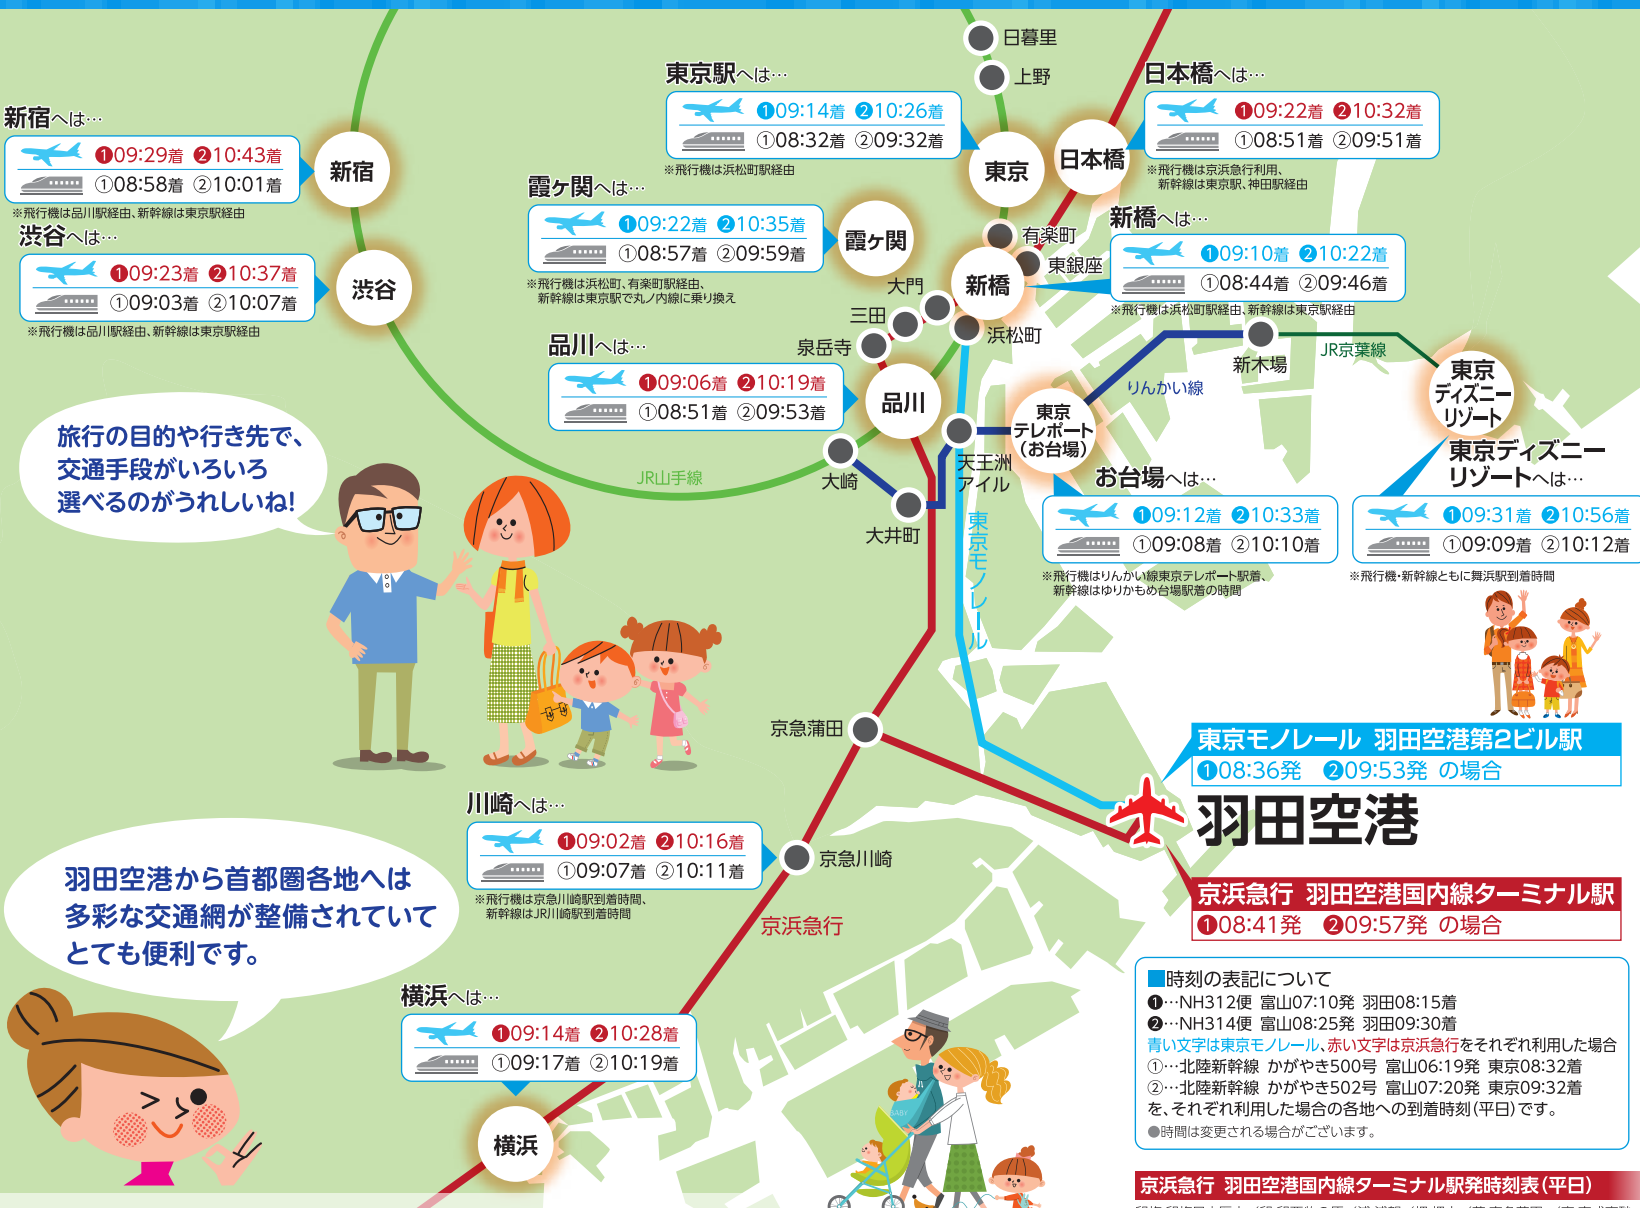 日暮里
上野
新宿へは…
❶09:29着 ❷10:43着
①08:58着 ②10:01着
※飛行機は品川駅経由、新幹線は東京駅経由
新宿
渋谷へは…
❶09:23着 ❷10:37着
①09:03着 ②10:07着
※飛行機は品川駅経由、新幹線は東京駅経由
渋谷
東京駅へは…
❶09:14着 ❷10:26着
①08:32着 ②09:32着
※飛行機は浜松町駅経由
東京
日本橋
日本橋へは…
❶09:22着 ❷10:32着
①08:51着 ②09:51着
※飛行機は京浜急行利用、
新幹線は東京駅、神田駅経由
霞ヶ関へは…
❶09:22着 ❷10:35着
①08:57着 ②09:59着
※飛行機は浜松町、有楽町駅経由、
新幹線は東京駅で丸ノ内線に乗り換え
霞ヶ関
有楽町
東銀座
新橋
新橋へは…
❶09:10着 ❷10:22着
①08:44着 ②09:46着
※飛行機は浜松町駅経由、新幹線は東京駅経由
大門
三田
泉岳寺
浜松町
品川へは…
❶09:06着 ❷10:19着
①08:51着 ②09:53着
品川
新木場
JR京葉線
りんかい線
東京
ディズニー
リゾート
東京
テレポート
(お台場)
天王洲
アイル
大崎
大井町
JR山手線
東京モノレール
お台場へは…
❶09:12着 ❷10:33着
①09:08着 ②10:10着
※飛行機はりんかい線東京テレポート駅着、
新幹線はゆりかもめ台場駅着の時間
東京ディズニー
リゾートへは…
❶09:31着 ❷10:56着
①09:09着 ②10:12着
※飛行機・新幹線ともに舞浜駅到着時間
旅行の目的や行き先で、
交通手段がいろいろ
選べるのがうれしいね!
京急蒲田
東京モノレール 羽田空港第2ビル駅
❶08:36発 ❷09:53発 の場合
羽田空港
京浜急行 羽田空港国内線ターミナル駅
❶08:41発 ❷09:57発 の場合
川崎へは…
❶09:02着 ❷10:16着
①09:07着 ②10:11着
※飛行機は京急川崎駅到着時間、
新幹線はJR川崎駅到着時間
京急川崎
京浜急行
羽田空港から首都圏各地へは
多彩な交通網が整備されていて
とても便利です。
横浜へは…
❶09:14着 ❷10:28着
①09:17着 ②10:19着
横浜
BABY
■時刻の表記について
❶…NH312便 富山07:10発 羽田08:15着
❷…NH314便 富山08:25発 羽田09:30着
青い文字は東京モノレール、赤い文字は京浜急行をそれぞれ利用した場合
①…北陸新幹線 かがやき500号 富山06:19発 東京08:32着
②…北陸新幹線 かがやき502号 富山07:20発 東京09:32着
を、それぞれ利用した場合の各地への到着時刻(平日)です。
●時間は変更される場合がございます。
京浜急行 羽田空港国内線ターミナル駅発時刻表(平日)